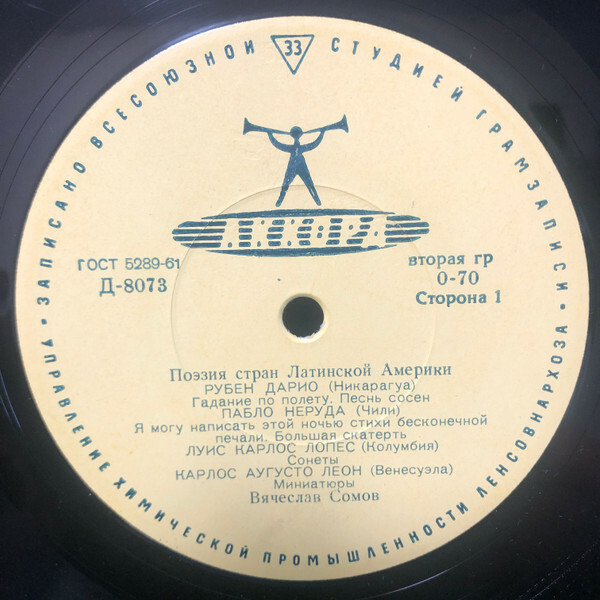 ЗАПИСАНО ВСЕСОЮЗНОЙ СТУДИЕЙ ГРАМЗАПИСИ
33
АККОРД
ГОСТ 5289-61
Д-8073
вторая гр
0-70
Сторона 1
Поэзия стран Латинской Америки
РУБЕН ДАРИО (Никарагуа)
Гадание по полету. Песнь сосен
ПАБЛО НЕРУДА (Чили)
Я могу написать этой ночью стихи бесконечной
печали. Большая скатерть
ЛУИС КАРЛОС ЛОПЕС (Колумбия)
Сонеты
КАРЛОС АУГУСТО ЛЕОН (Венесуэла)
Миниатюры
Вячеслав Сомов
УПРАВЛЕНИЕ ХИМИЧЕСКОЙ ПРОМЫШЛЕННОСТИ ЛЕНСОВНАРХОЗА